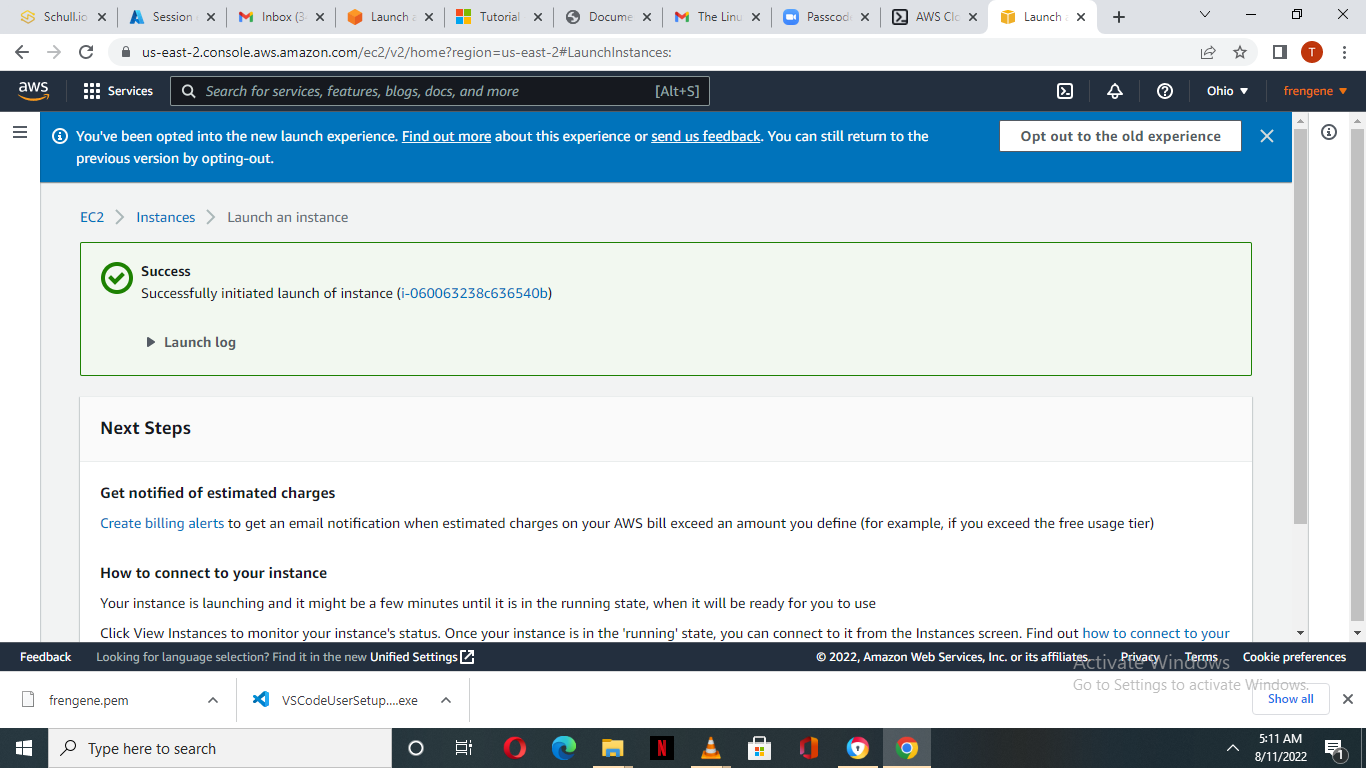 Schull.io
Session
Inbox (3
Launch a
Tutorial
Docume
The Linu
Passcod
AWS Clo
Launch a
us-east-2.console.aws.amazon.com/ec2/v2/home?region=us-east-2#LaunchInstances:
T
aws
Services
Search for services, features, blogs, docs, and more
[Alt+S]
Ohio
frengene
You've been opted into the new launch experience. Find out more about this experience or send us feedback. You can still return to the
previous version by opting-out.
Opt out to the old experience
EC2
Instances
Launch an instance
Success
Successfully initiated launch of instance (i-060063238c636540b)
Launch log
Next Steps
Get notified of estimated charges
Create billing alerts to get an email notification when estimated charges on your AWS bill exceed an amount you define (for example, if you exceed the free usage tier)
How to connect to your instance
Your instance is launching and it might be a few minutes until it is in the running state, when it will be ready for you to use
Click View Instances to monitor your instance's status. Once your instance is in the 'running' state, you can connect to it from the Instances screen. Find out how to connect to your
Feedback
Looking for language selection? Find it in the new Unified Settings
© 2022, Amazon Web Services, Inc. or its affiliates.
Privacy
Terms
Cookie preferences
Activate Windows
Go to Settings to activate Windows.
frengene.pem
VSCodeUserSetup....exe
Show all
Type here to search
N
5:11 AM
8/11/2022
1